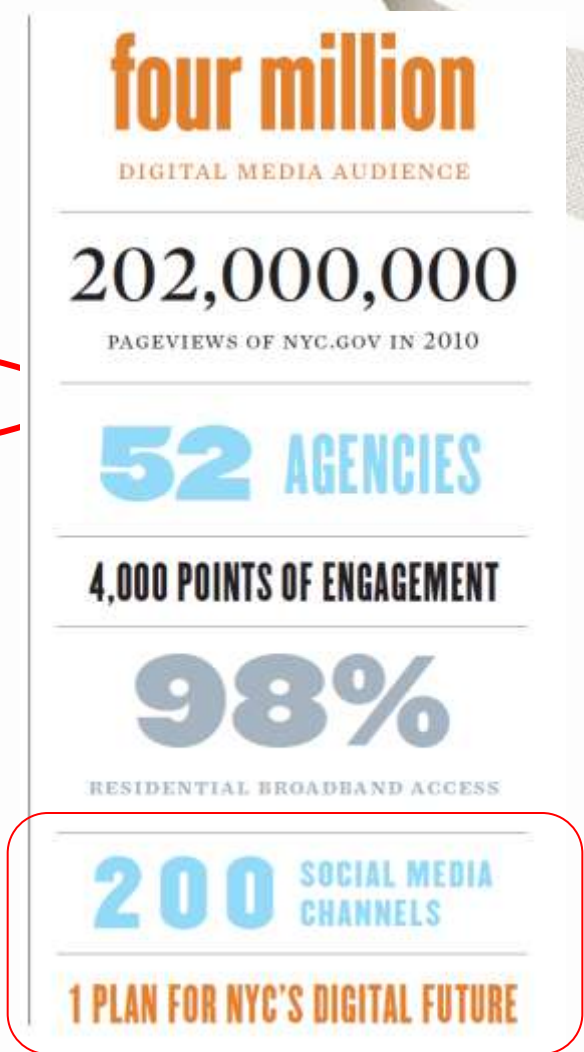 four million
DIGITAL MEDIA AUDIENCE
202,000,000
PAGEVIEWS OF NYC.GOV IN 2010
52 AGENCIES
4,000 POINTS OF ENGAGEMENT
98%
RESIDENTIAL BROADBAND ACCESS
200 SOCIAL MEDIA
CHANNELS
1 PLAN FOR NYC'S DIGITAL FUTURE